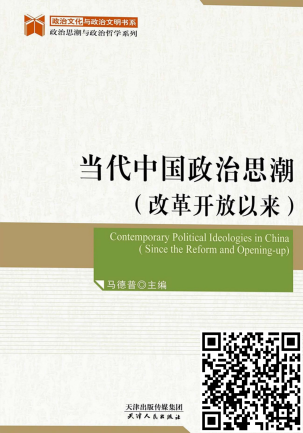 政治文化与政治文明书系
政治思潮与政治哲学系列
当代中国政治思潮
（改革开放以来）
Contemporary Political Ideologies in China
( Since the Reform and Opening-up)
马德普◎主编
天津出版传媒集团
天津人民出版社